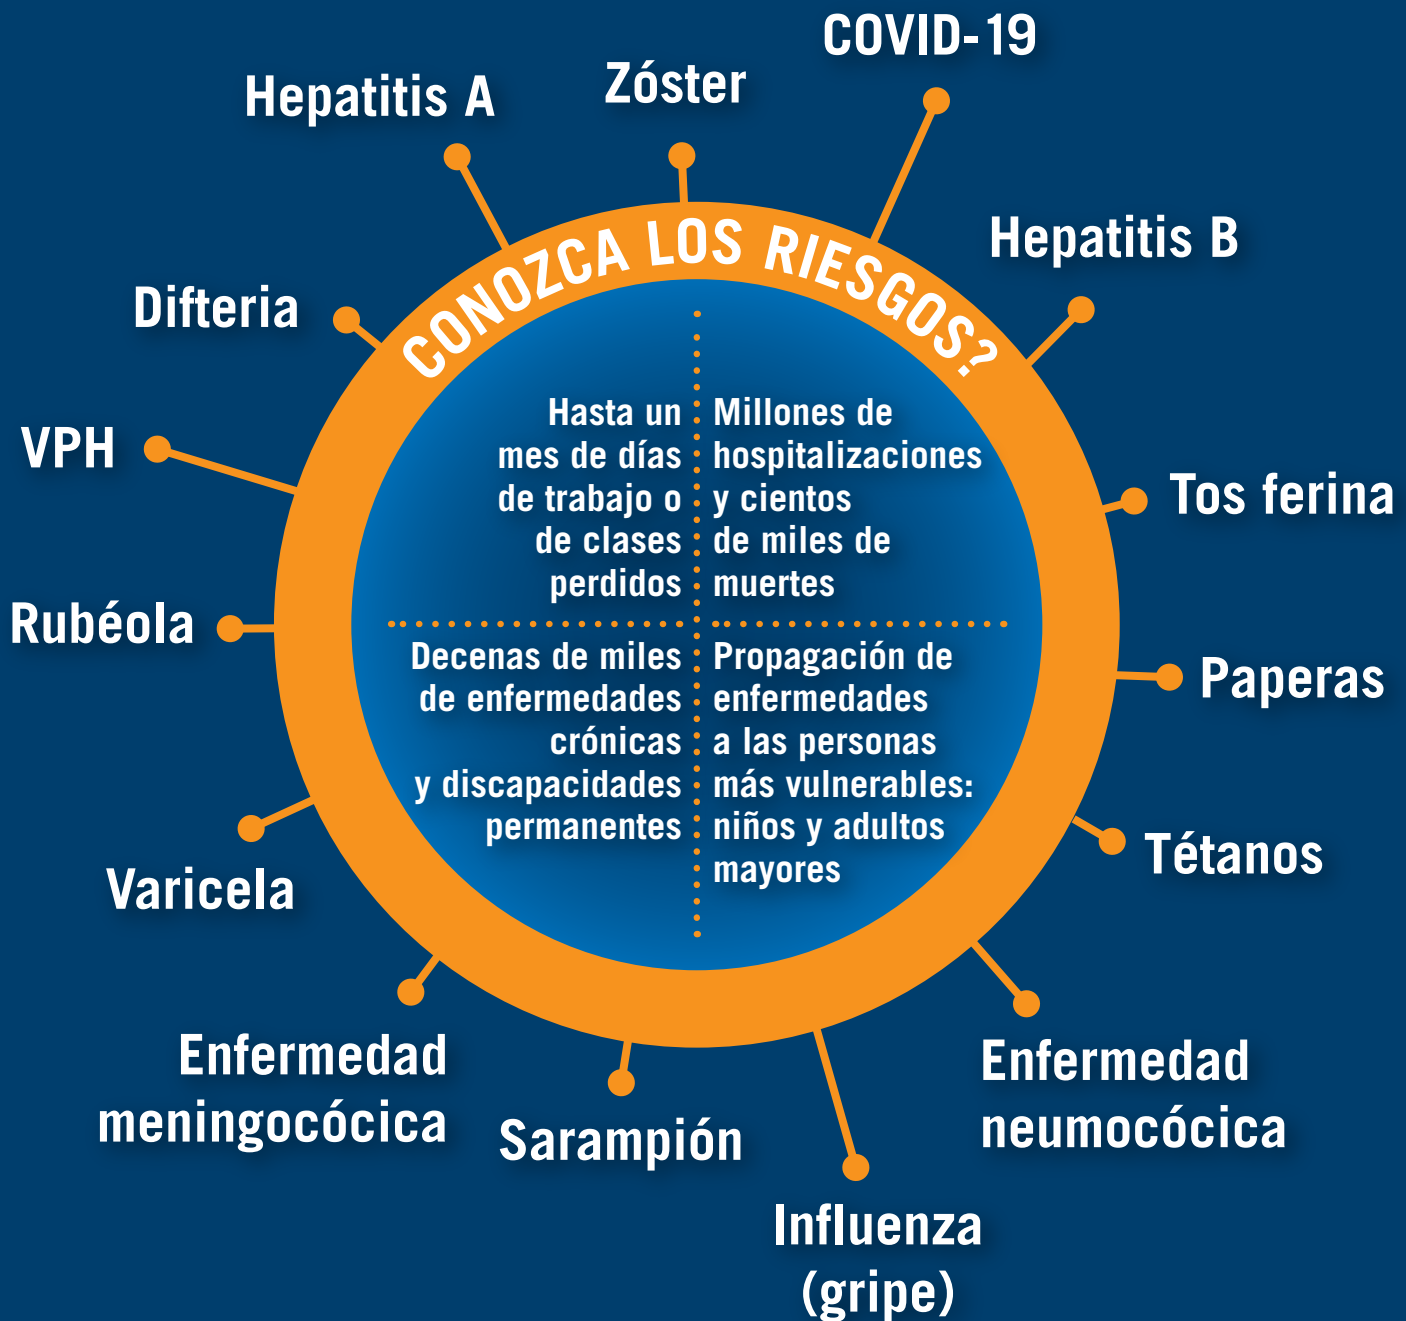 COVID-19
Zóster
Hepatitis A
Hepatitis B
Difteria
VPH
Tos ferina
Rubéola
Paperas
Varicela
Tétanos
Enfermedad
meningocócica
Sarampión
Influenza
(gripe)
Enfermedad
neumocócica
CONOZCA LOS RIESGOS?
Hasta un
mes de días
de trabajo o
de clases
perdidos
Millones de
hospitalizaciones
y cientos
de miles de
muertes
Decenas de miles
de enfermedades
crónicas
y discapacidades
permanentes
Propagación de
enfermedades
a las personas
más vulnerables:
niños y adultos
mayores